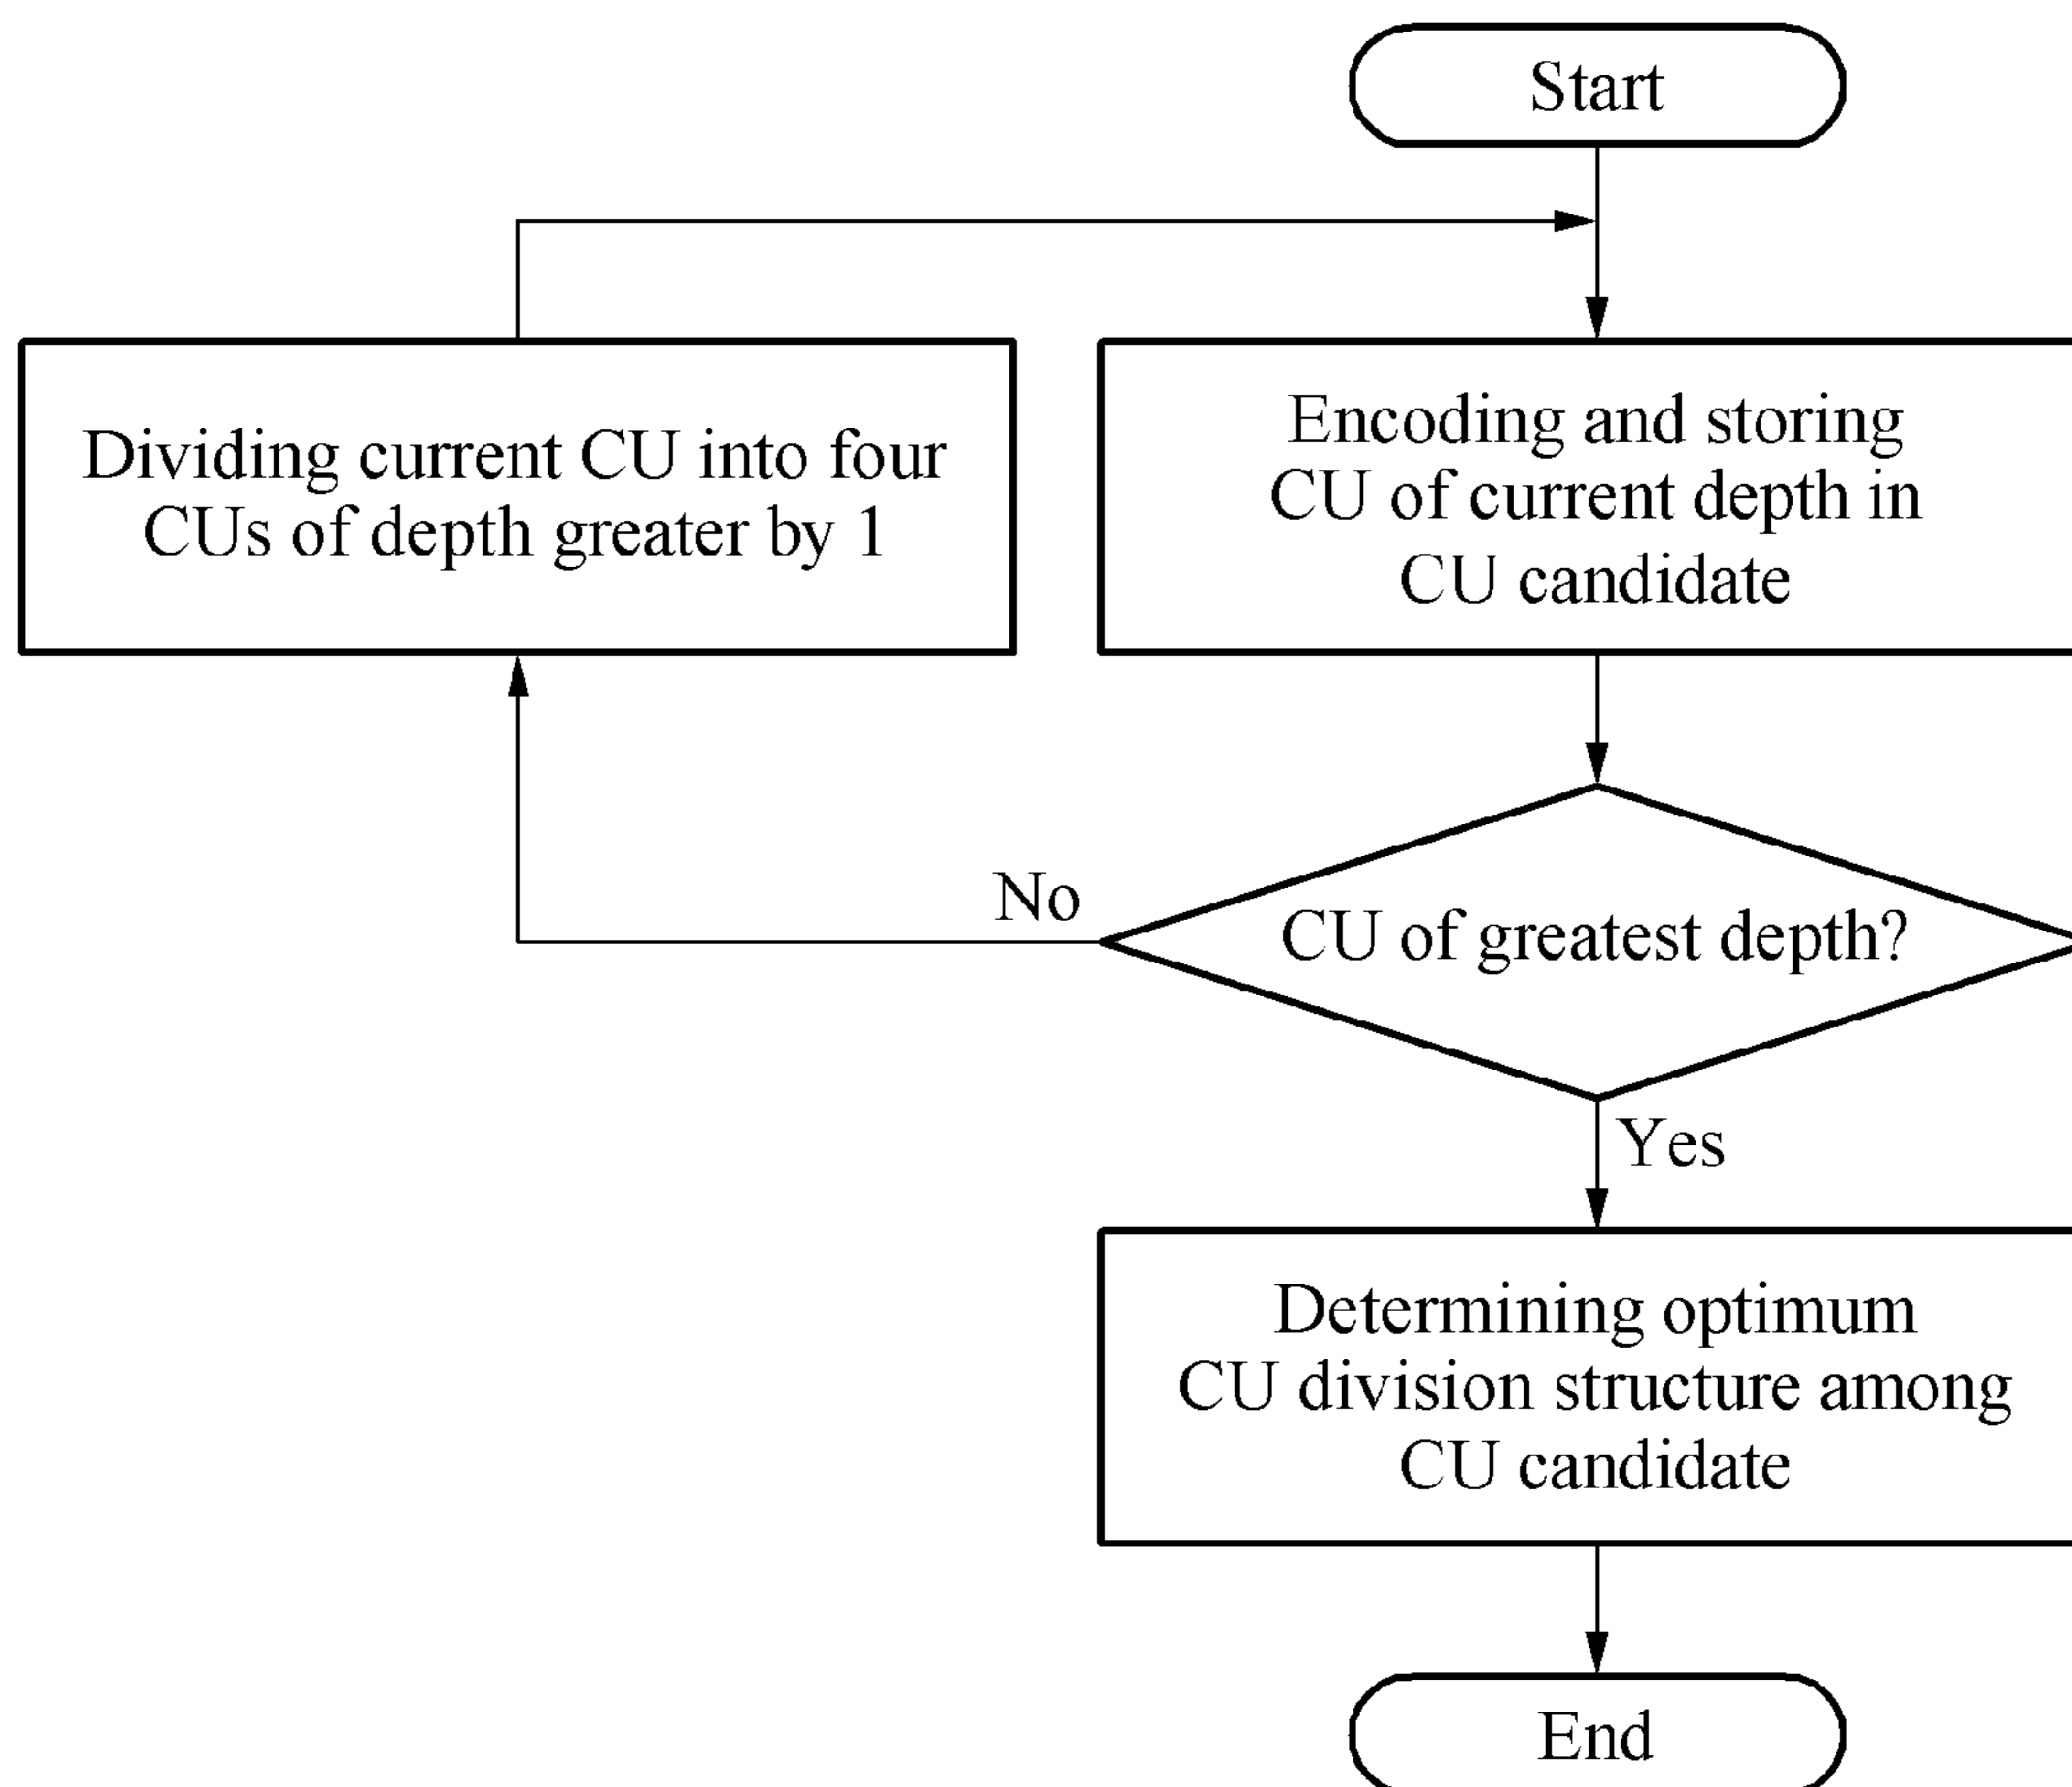 Start
Dividing current CU into four
CUs of depth greater by 1
Encoding and storing
CU of current depth in
CU candidate
No
CU of greatest depth?
Yes
Determining optimum
CU division structure among
CU candidate
End